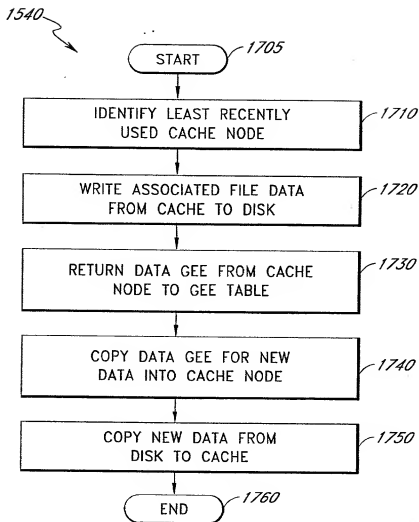 1540
START
1705
IDENTIFY LEAST RECENTLY
USED CACHE NODE
1710
WRITE ASSOCIATED FILE DATA
FROM CACHE TO DISK
1720
RETURN DATA GEE FROM CACHE
NODE TO GEE TABLE
1730
COPY DATA GEE FOR NEW
DATA INTO CACHE NODE
1740
COPY NEW DATA FROM
DISK TO CACHE
1750
END
1760